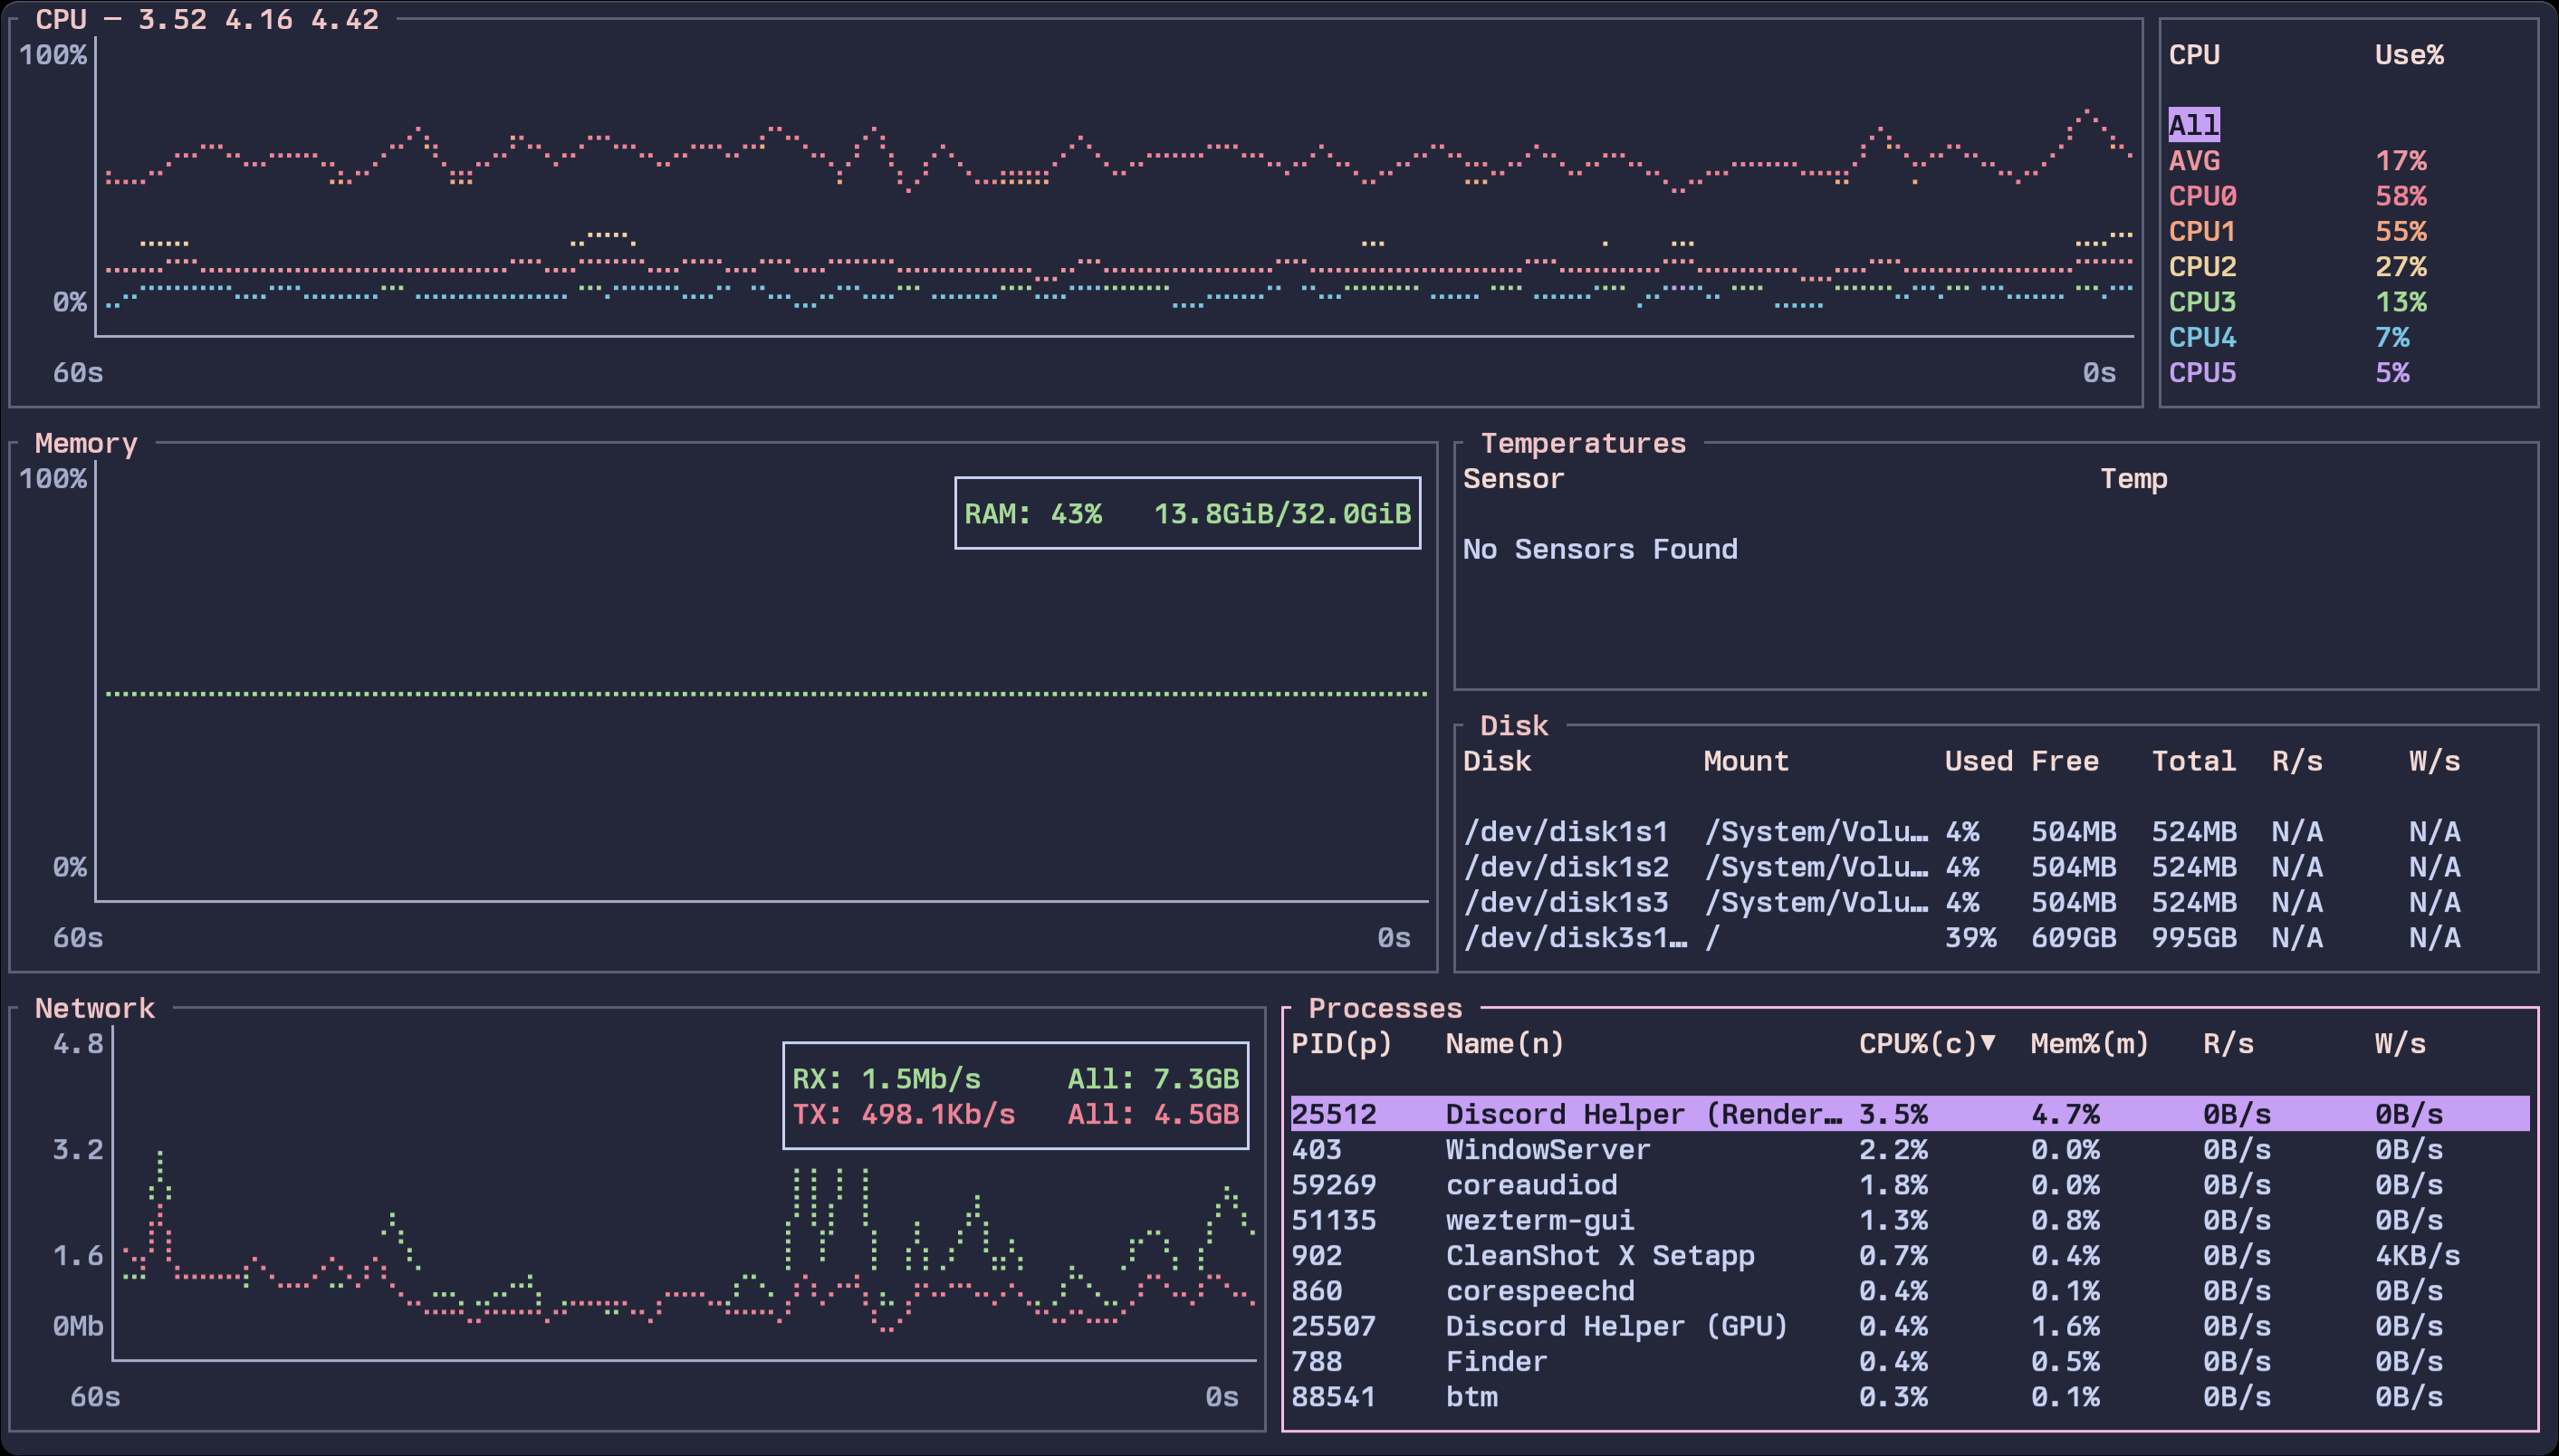 CPU — 3.52 4.16 4.42
100%
0%
60s 0s
CPU Use%
All
AVG 17%
CPU0 58%
CPU1 55%
CPU2 27%
CPU3 13%
CPU4 7%
CPU5 5%
Memory
100%
RAM: 43% 13.8GiB/32.0GiB
0%
60s 0s
Temperatures
Sensor Temp
No Sensors Found
Disk
Disk Mount Used Free Total R/s W/s
/dev/disk1s1 /System/Volu… 4% 504MB 524MB N/A N/A
/dev/disk1s2 /System/Volu… 4% 504MB 524MB N/A N/A
/dev/disk1s3 /System/Volu… 4% 504MB 524MB N/A N/A
/dev/disk3s1… / 39% 609GB 995GB N/A N/A
Network
4.8
RX: 1.5Mb/s All: 7.3GB
TX: 498.1Kb/s All: 4.5GB
3.2
1.6
0Mb
60s 0s
Processes
PID(p) Name(n) CPU%(c)▼ Mem%(m) R/s W/s
25512 Discord Helper (Render… 3.5% 4.7% 0B/s 0B/s
403 WindowServer 2.2% 0.0% 0B/s 0B/s
59269 coreaudiod 1.8% 0.0% 0B/s 0B/s
51135 wezterm-gui 1.3% 0.8% 0B/s 0B/s
902 CleanShot X Setapp 0.7% 0.4% 0B/s 4KB/s
860 corespeechd 0.4% 0.1% 0B/s 0B/s
25507 Discord Helper (GPU) 0.4% 1.6% 0B/s 0B/s
788 Finder 0.4% 0.5% 0B/s 0B/s
88541 btm 0.3% 0.1% 0B/s 0B/s